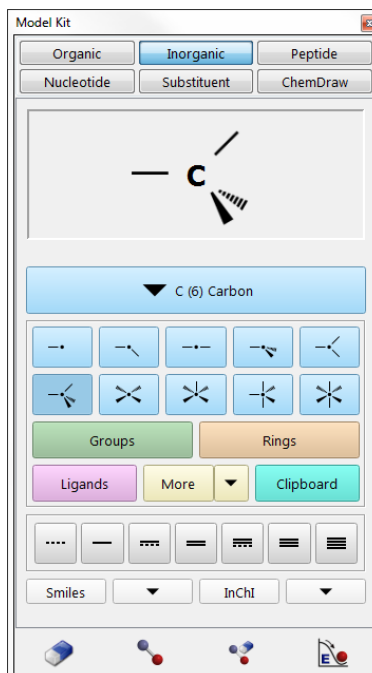 Model Kit
Organic Inorganic Peptide
Nucleotide Substituent ChemDraw
C
C (6) Carbon
Groups Rings
Ligands More Clipboard
Smiles InChI
E